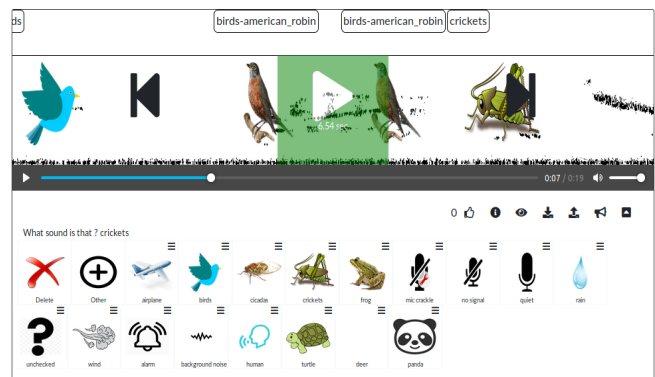 ds birds-american_robin birds-american_robin crickets
6.54 sec
0:07 / 0:19
0
What sound is that ? crickets
Delete Other airplane birds cicadas crickets frog mic crackle no signal quiet rain
unchecked wind alarm background noise human turtle deer panda